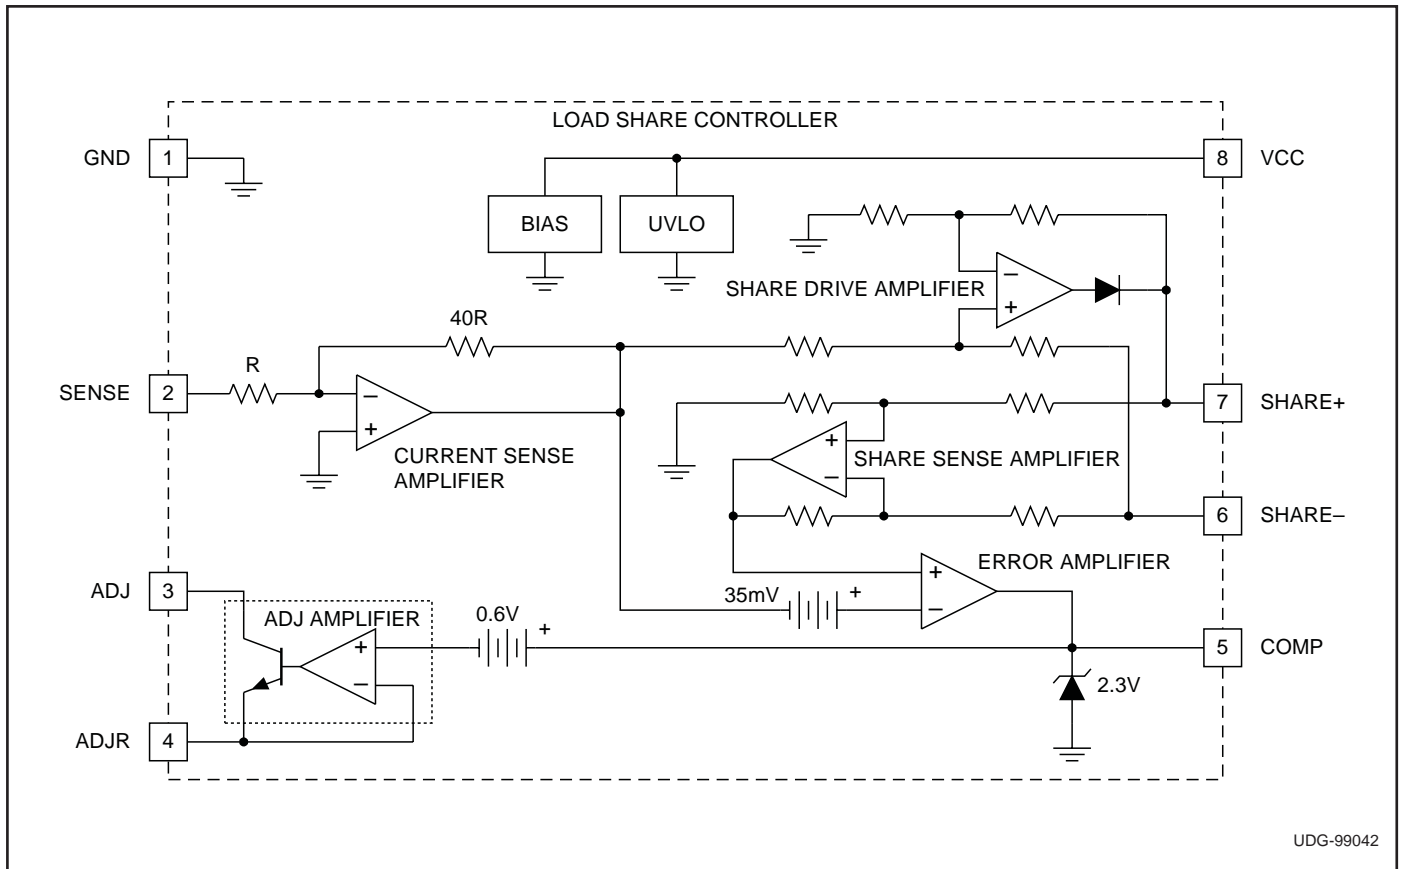 LOAD SHARE CONTROLLER
GND 1
8 VCC
BIAS
UVLO
SHARE DRIVE AMPLIFIER
−
+
40R
R
SENSE 2
−
+
7 SHARE+
CURRENT SENSE
AMPLIFIER
+
−
SHARE SENSE AMPLIFIER
6 SHARE–
ERROR AMPLIFIER
+
−
35mV +
ADJ 3
ADJ AMPLIFIER
0.6V +
+
−
5 COMP
2.3V
ADJR 4
UDG-99042